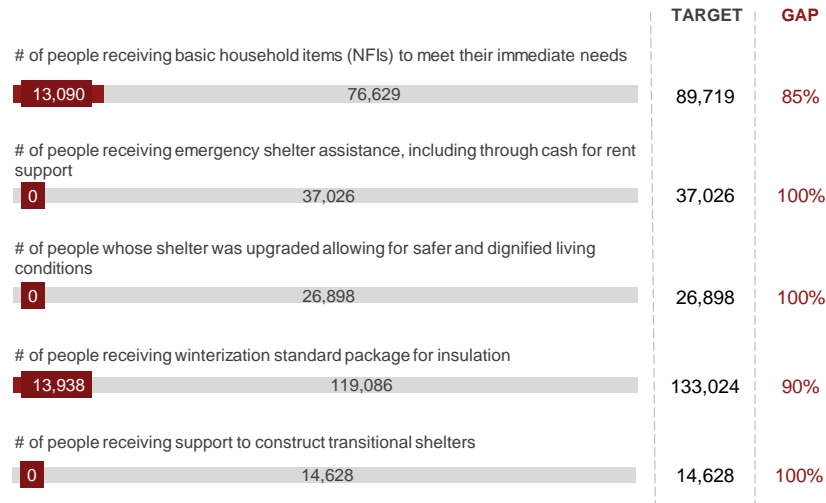 TARGET GAP
# of people receiving basic household items (NFIs) to meet their immediate needs
13,090 76,629 89,719 85%
# of people receiving emergency shelter assistance, including through cash for rent
support
0 37,026 37,026 100%
# of people whose shelter was upgraded allowing for safer and dignified living
conditions
0 26,898 26,898 100%
# of people receiving winterization standard package for insulation
13,938 119,086 133,024 90%
# of people receiving support to construct transitional shelters
0 14,628 14,628 100%